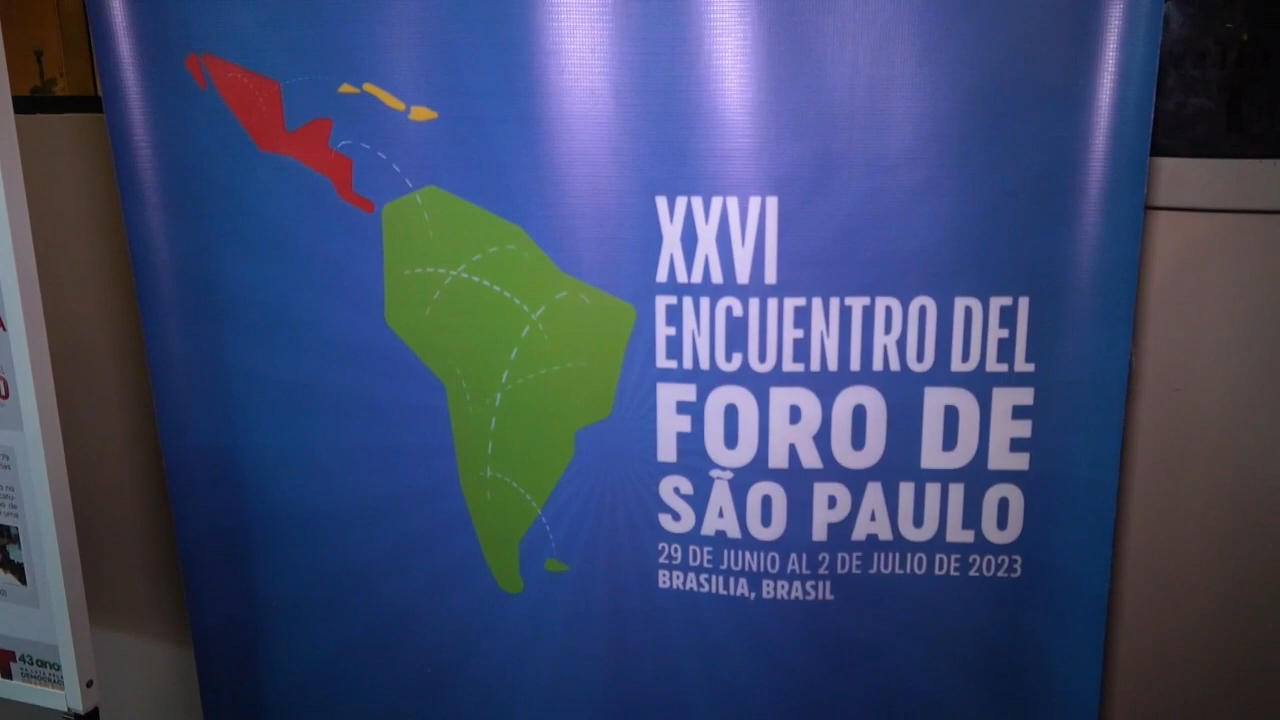 XXVI
ENCUENTRO DEL
FORO DE
SÃO PAULO
29 DE JUNIO AL 2 DE JULIO DE 2023
BRASILIA, BRASIL
43 ano